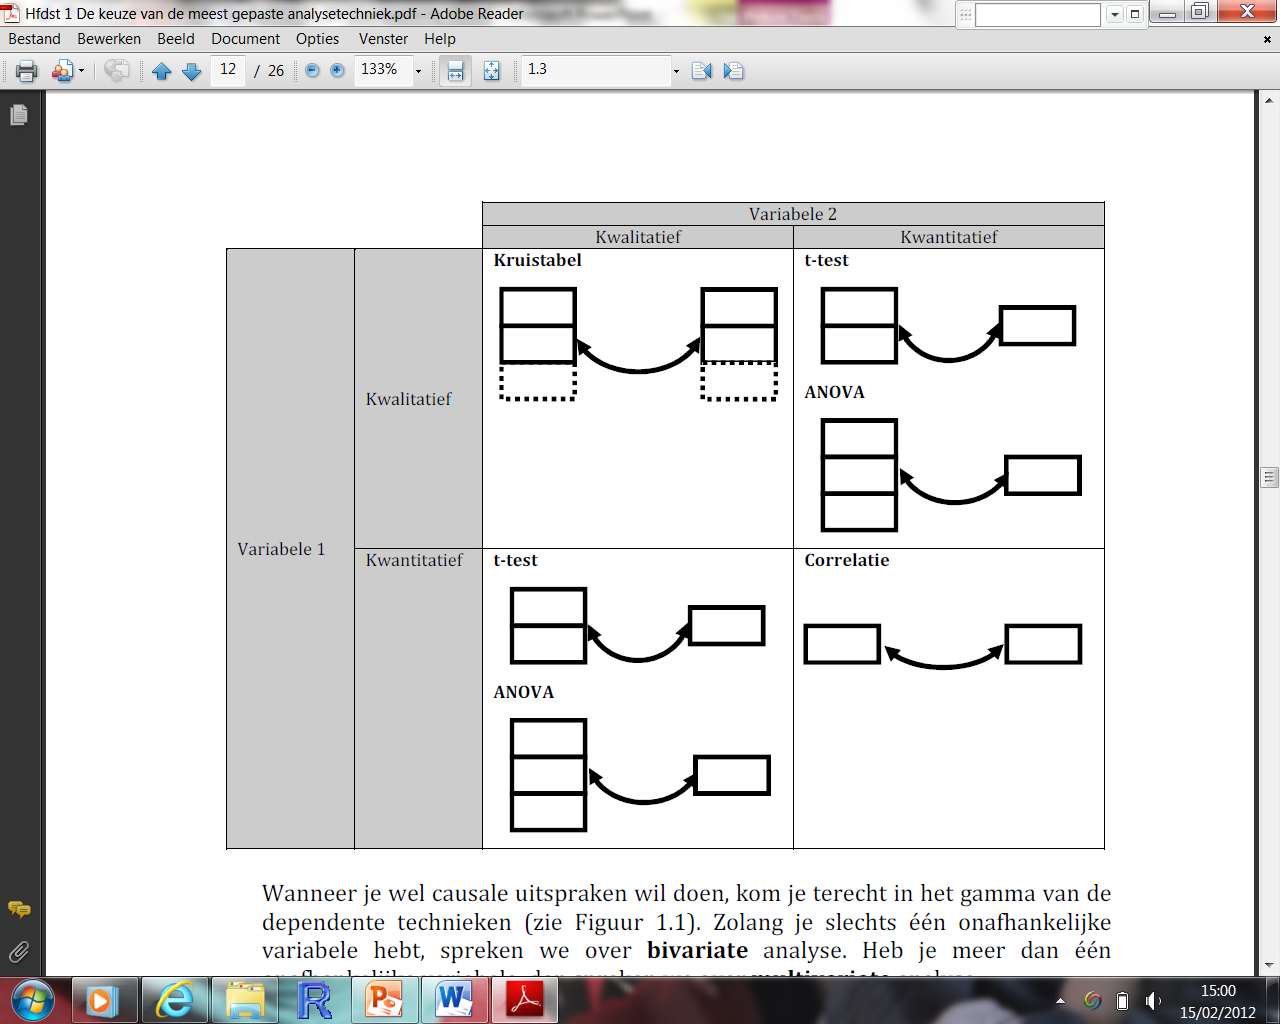 Hfdst 1 De keuze van de meest gepaste analysetechniek.pdf - Adobe Reader
Bestand Bewerken Beeld Document Opties Venster Help
12 / 26 133% 1.3
Variabele 2
Kwalitatief Kwantitatief
Kruistabel t-test
ANOVA
Kwalitatief
Variabele 1
Kwantitatief t-test Correlatie
ANOVA
Wanneer je wel causale uitspraken wil doen, kom je terecht in het gamma van de
dependente technieken (zie Figuur 1.1). Zolang je slechts één onafhankelijke
variabele hebt, spreken we over bivariate analyse. Heb je meer dan één
15:00
15/02/2012